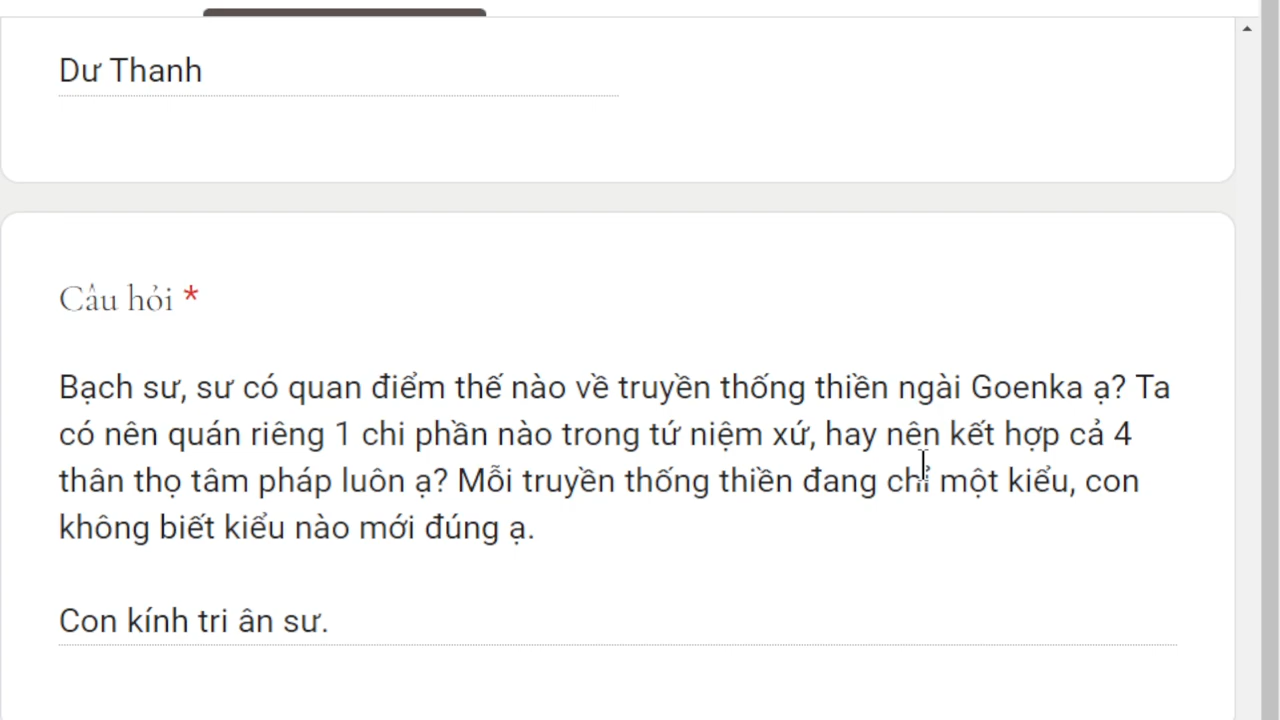 Dư Thanh
Câu hỏi *
Bạch sư, sư có quan điểm thế nào về truyền thống thiền ngài Goenka ạ? Ta
có nên quán riêng 1 chi phần nào trong tứ niệm xứ, hay nên kết hợp cả 4
thân thọ tâm pháp luôn ạ? Mỗi truyền thống thiền đang chỉ một kiểu, con
không biết kiểu nào mới đúng ạ.
Con kính tri ân sư.